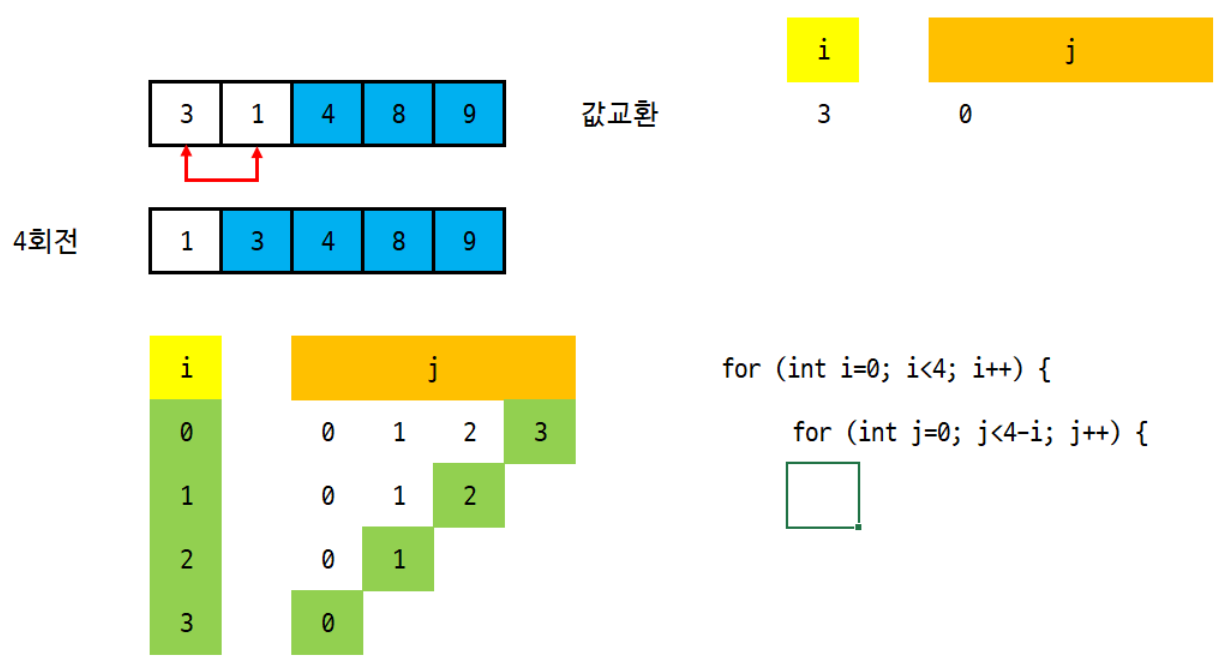 i j
3 1 4 8 9 값교환 3 0
4회전 1 3 4 8 9
i j for (int i=0; i<4; i++) {
0 0 1 2 3 for (int j=0; j<4-i; j++) {
1 0 1 2
2 0 1
3 0